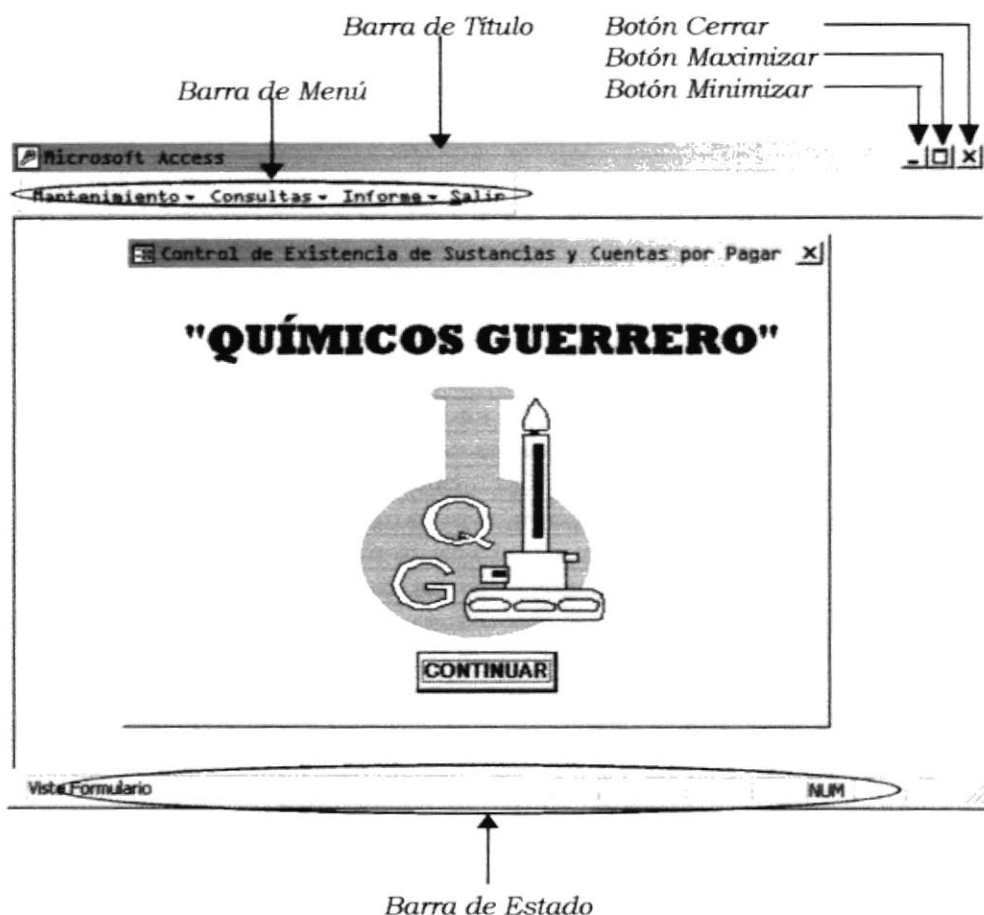 Barra de Título
Botón Cerrar
Botón Maximizar
Barra de Menú
Botón Minimizar
Microsoft Access
Mantenimiento Consultas Informe Salir
Control de Existencia de Sustancias y Cuentas por Pagar
"QUÍMICOS GUERRERO"
Q
G
CONTINUAR
Vista Formulario NUM
Barra de Estado